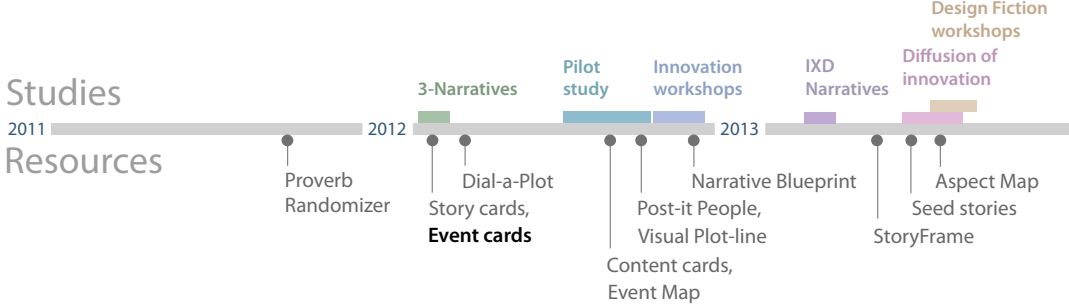 Design Fiction
workshops
Pilot
study
Innovation
workshops
IXD
Narratives
Diffusion of
innovation
3-Narratives
Studies
2011
2012
2013
Resources
Proverb
Randomizer
Dial-a-Plot
Story cards,
Event cards
Narrative Blueprint
Post-it People,
Visual Plot-line
Content cards,
Event Map
Aspect Map
Seed stories
StoryFrame